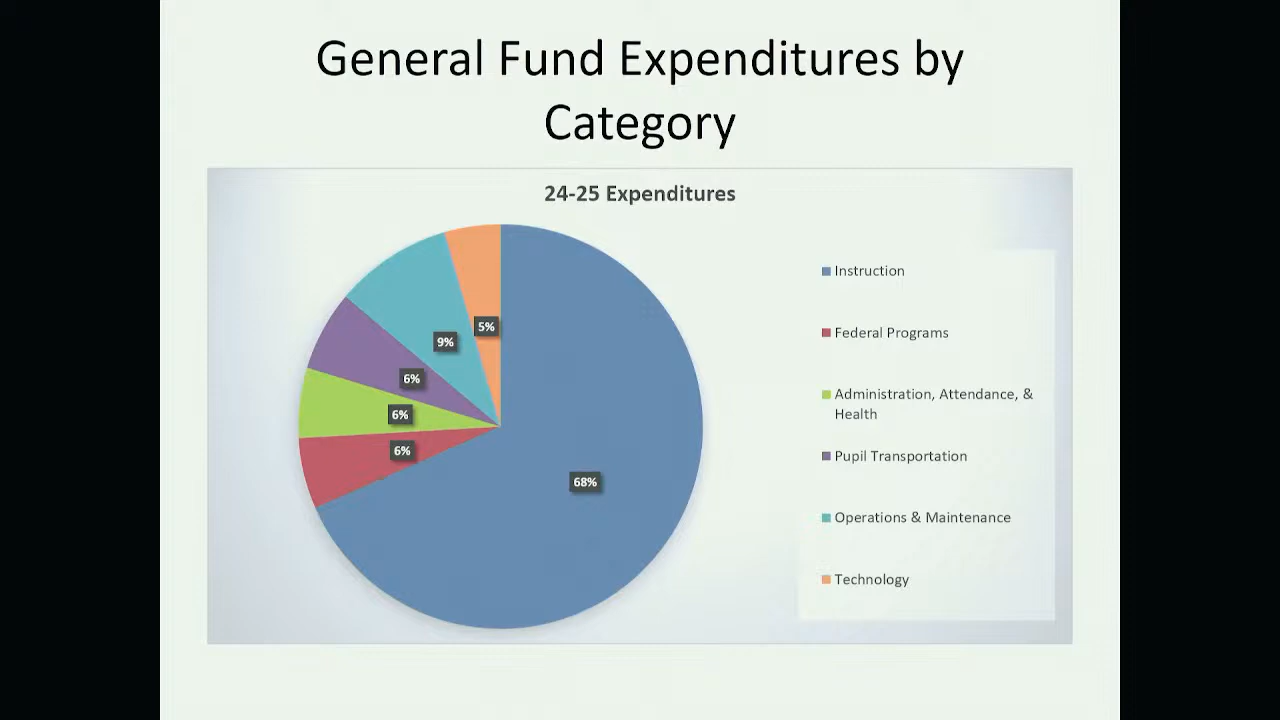 General Fund Expenditures by
Category
24-25 Expenditures
5%
9%
6%
6%
6%
68%
Instruction
Federal Programs
Administration, Attendance, &
Health
Pupil Transportation
Operations & Maintenance
Technology